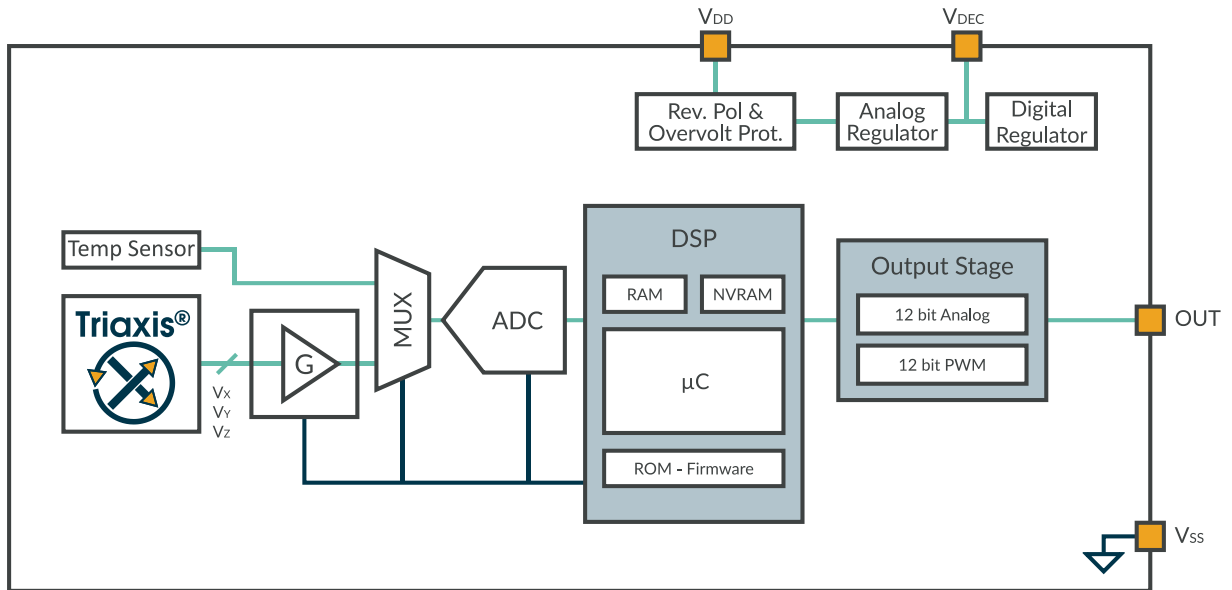 VDD
VDEC
Rev. Pol &
Overvolt Prot.
Analog
Regulator
Digital
Regulator
Temp Sensor
Triaxis®
VX
VY
VZ
G
MUX
ADC
DSP
RAM
NVRAM
µC
ROM - Firmware
Output Stage
12 bit Analog
12 bit PWM
OUT
VSS